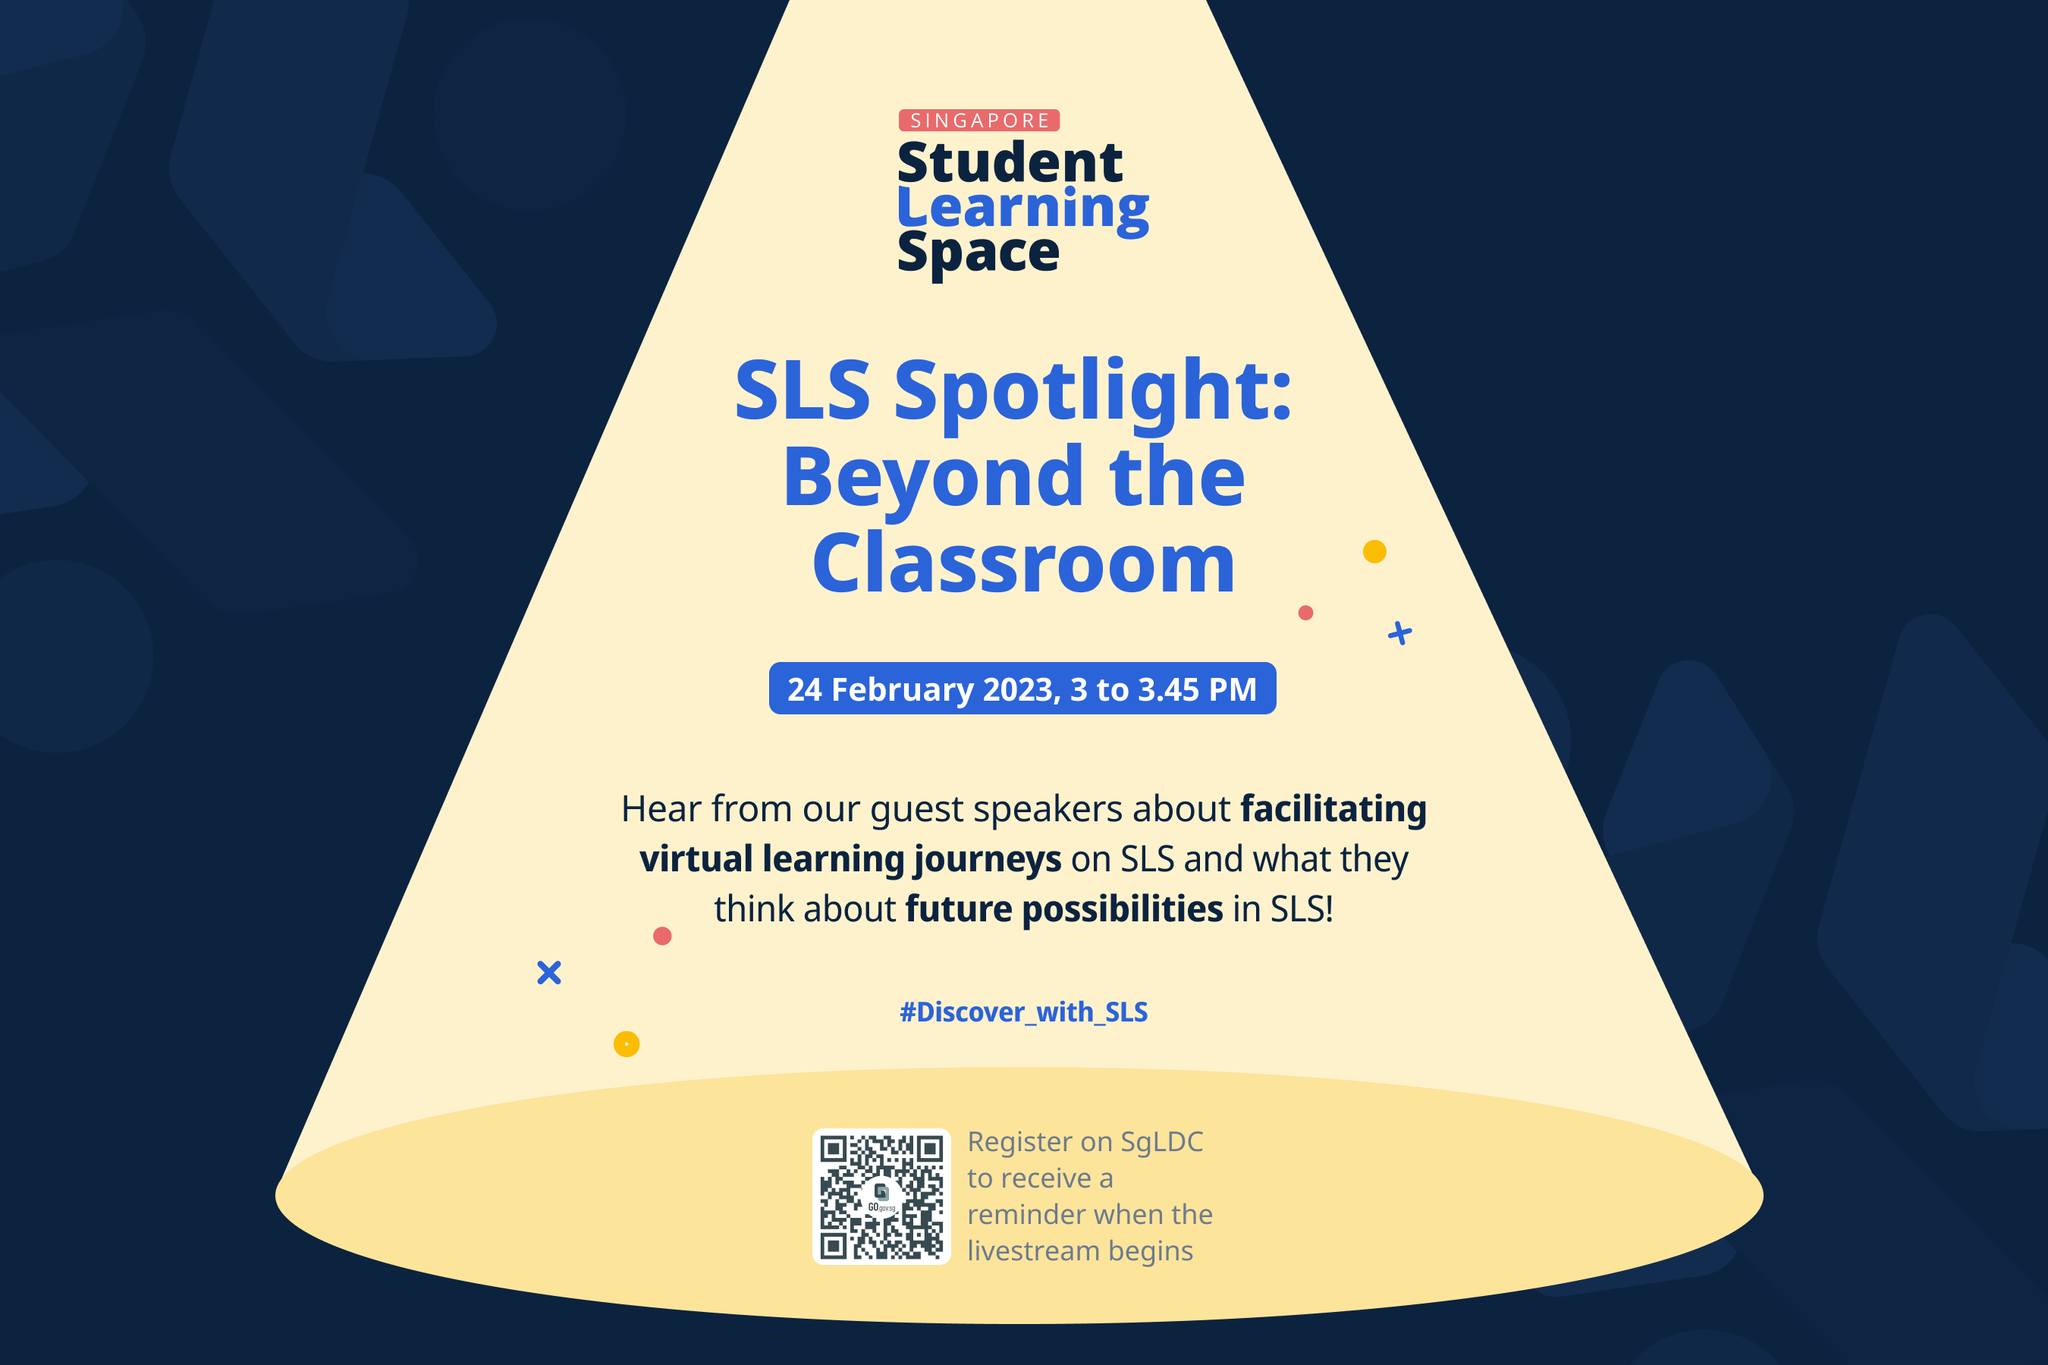 SINGAPORE
Student
Learning
Space
SLS Spotlight:
Beyond the
Classroom
24 February 2023, 3 to 3.45 PM
Hear from our guest speakers about facilitating
virtual learning journeys on SLS and what they
think about future possibilities in SLS!
#Discover_with_SLS
GOgov.sg
Register on SgLDC
to receive a
reminder when the
livestream begins